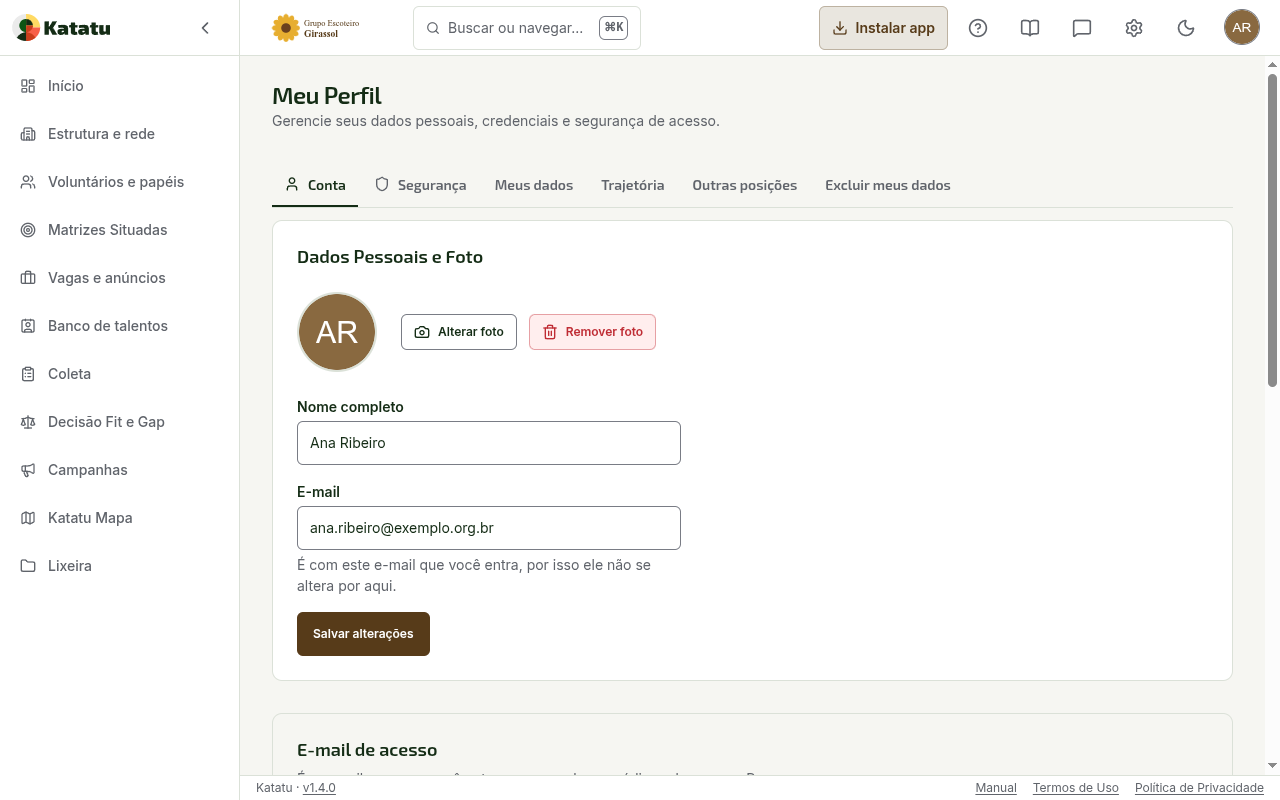 Katatu
Grupo Escoteiro
Girassol
Buscar ou navegar...
⌘K
Instalar app
AR
Início
Estrutura e rede
Voluntários e papéis
Matrizes Situadas
Vagas e anúncios
Banco de talentos
Coleta
Decisão Fit e Gap
Campanhas
Katatu Mapa
Lixeira
Meu Perfil
Gerencie seus dados pessoais, credenciais e segurança de acesso.
Conta
Segurança
Meus dados
Trajetória
Outras posições
Excluir meus dados
Dados Pessoais e Foto
AR
Alterar foto
Remover foto
Nome completo
Ana Ribeiro
E-mail
ana.ribeiro@exemplo.org.br
É com este e-mail que você entra, por isso ele não se
altera por aqui.
Salvar alterações
E-mail de acesso
Katatu · v1.4.0
Manual
Termos de Uso
Política de Privacidade